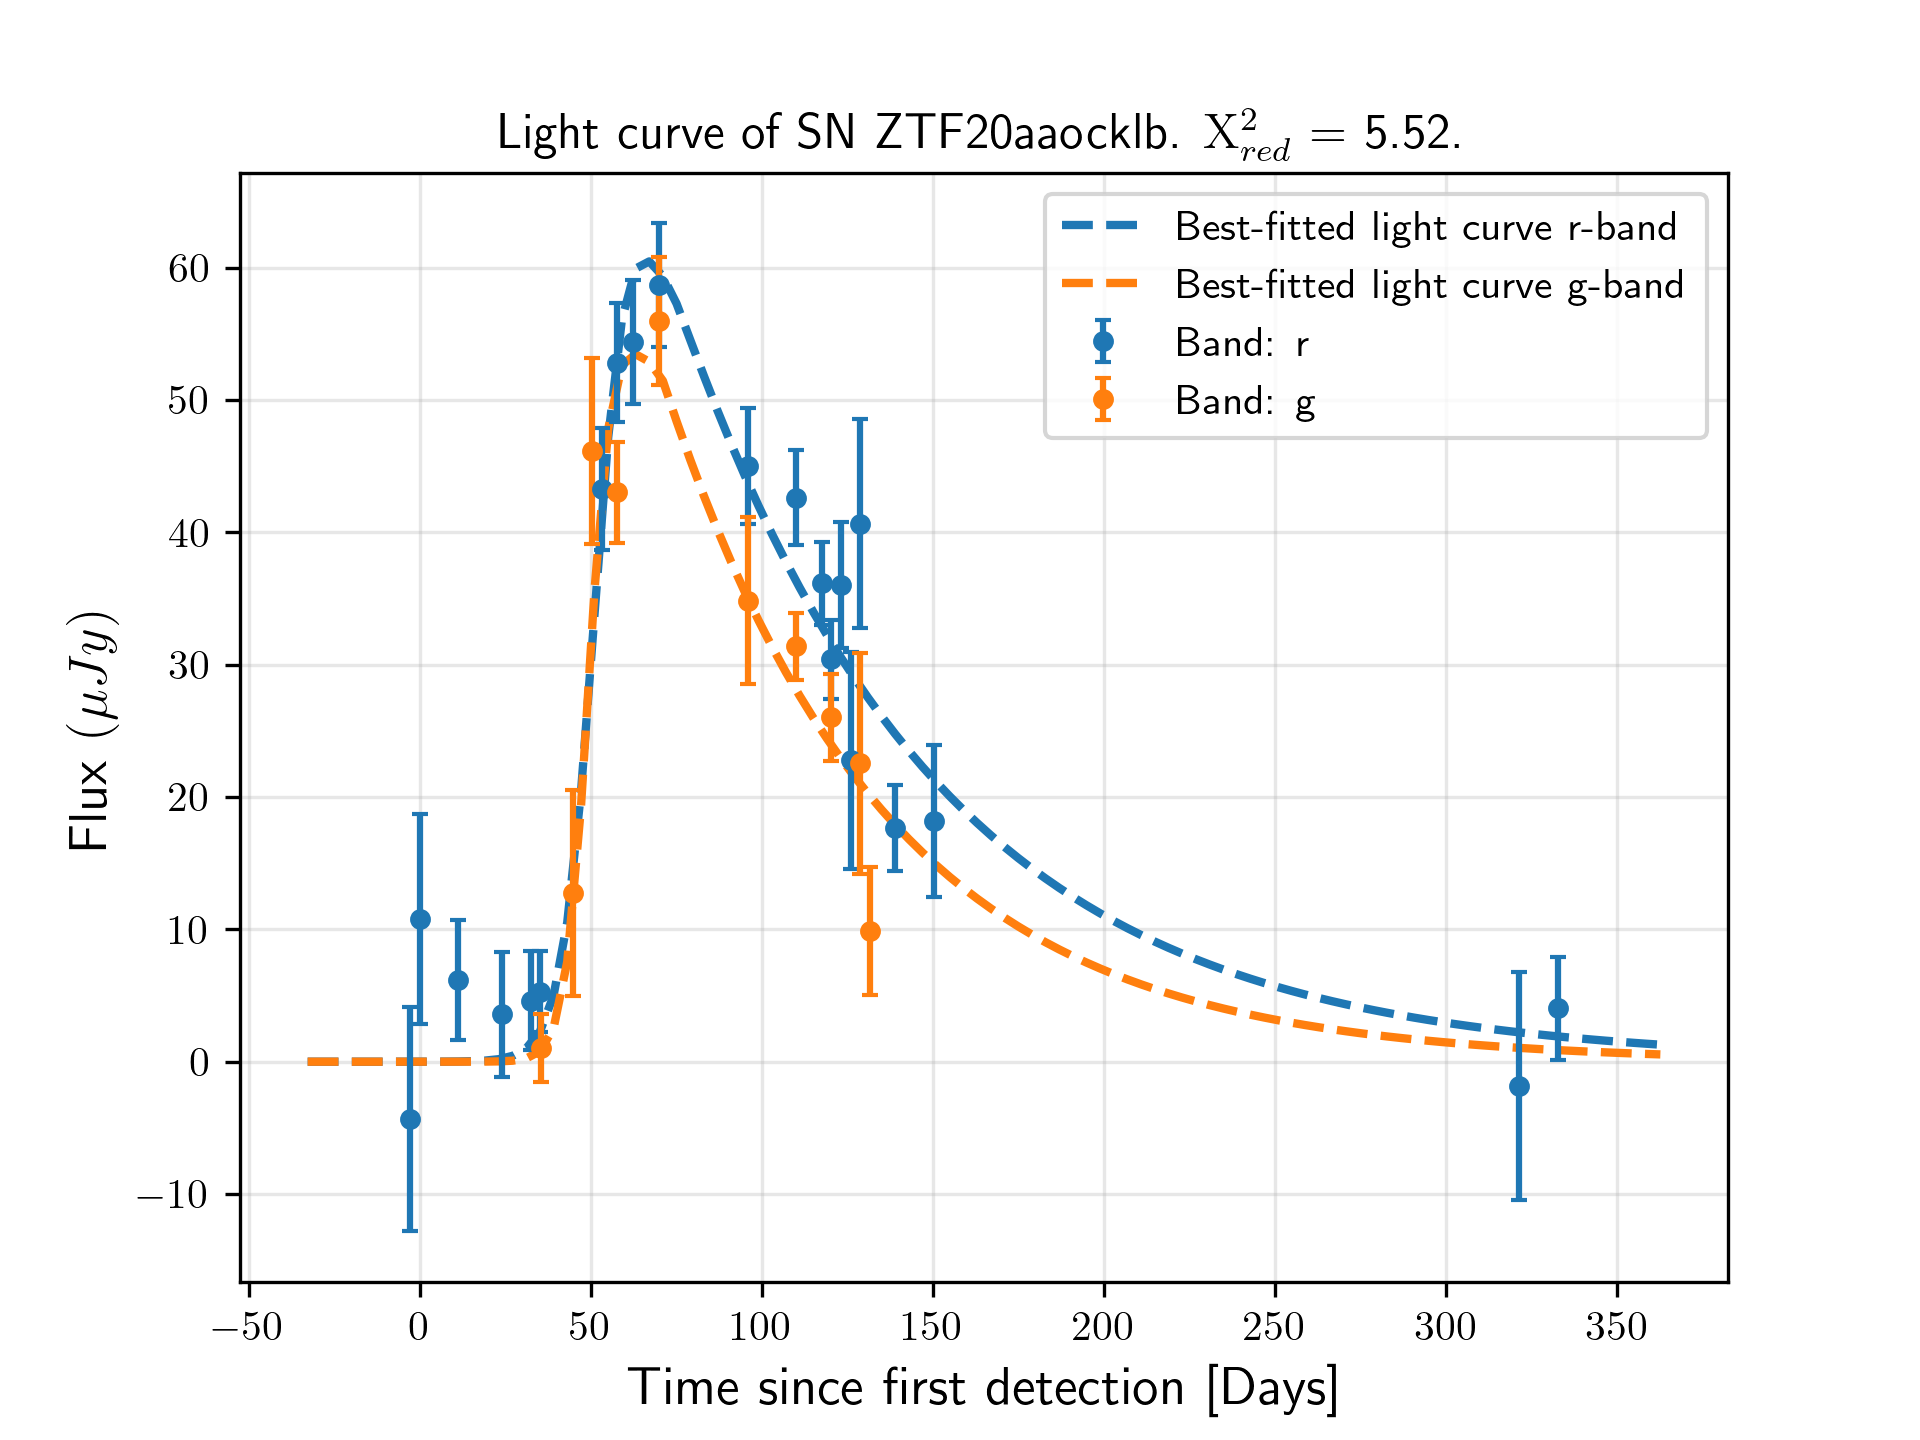 Light curve of SN ZTF20aaocklb. X²red = 5.52.
Best-fitted light curve r-band
Best-fitted light curve g-band
Band: r
Band: g
60
50
40
30
20
10
0
−10
Flux (μJy)
−50 0 50 100 150 200 250 300 350
Time since first detection [Days]